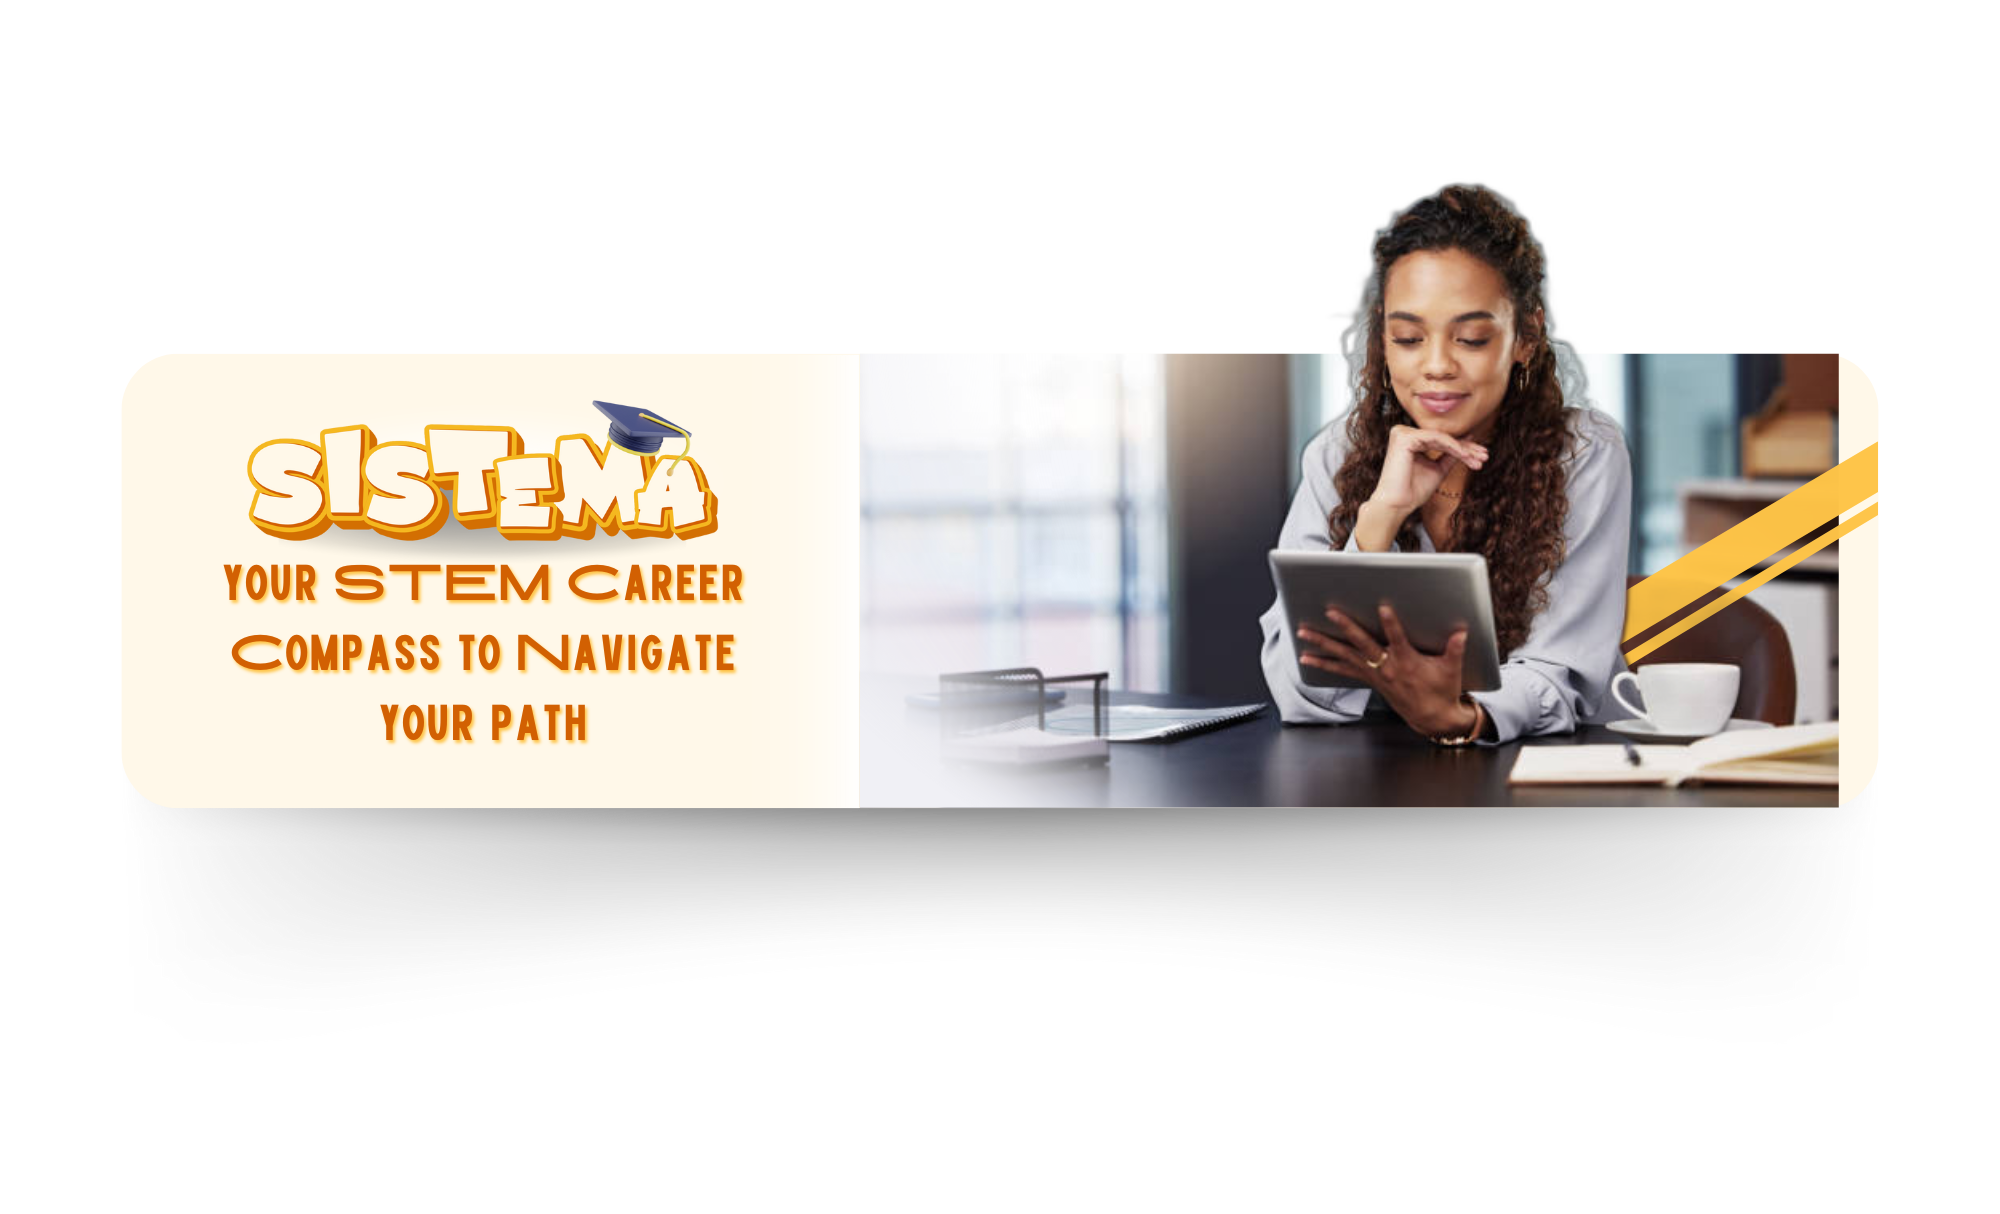 SISTEMA
YOUR STEM CAREER
COMPASS TO NAVIGATE
YOUR PATH